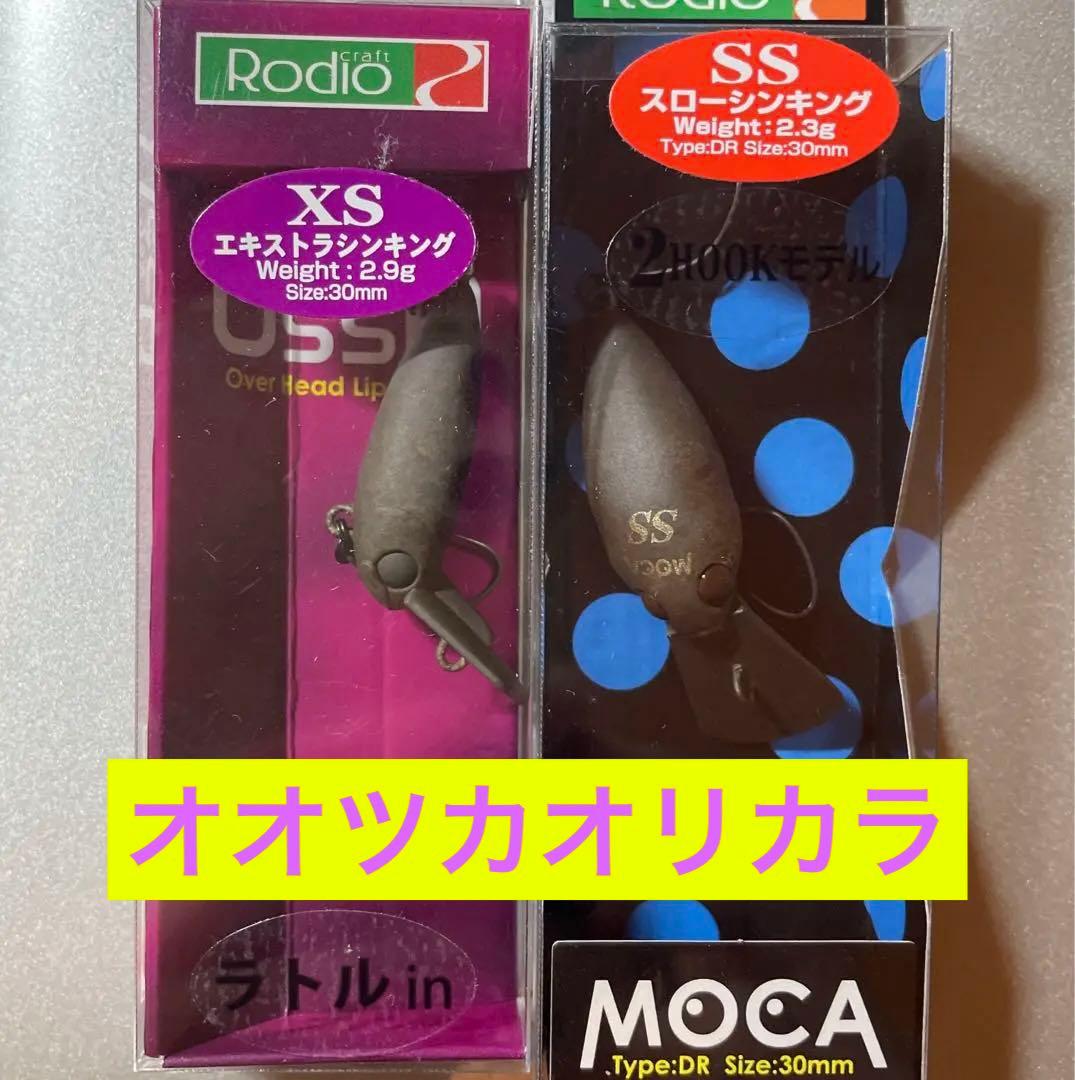 Rodio
craft
Rodio
XS
エキストラシンキング
Weight : 2.9g
Size:30mm
Over Head Lip
ラトル in
SS
スローシンキング
Weight : 2.3g
Type:DR Size:30mm
2HOOKモデル
SS
MOCA
オオツカオリカラ
MOCA
Type:DR Size:30mm